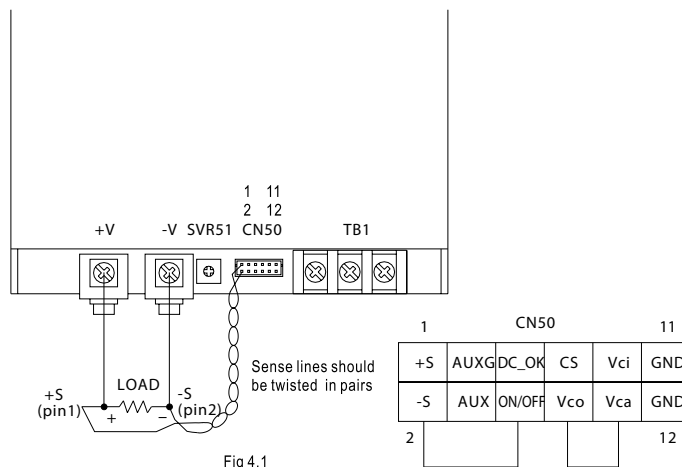 1 11
2 12
+V -V SVR51 CN50 TB1
1 CN50 11
+S AUXG DC_OK CS Vci GND
-S AUX ON/OFF Vco Vca GND
2 12
Sense lines should
be twisted in pairs
+S
(pin1)
LOAD
+ −
-S
(pin2)
Fig 4.1